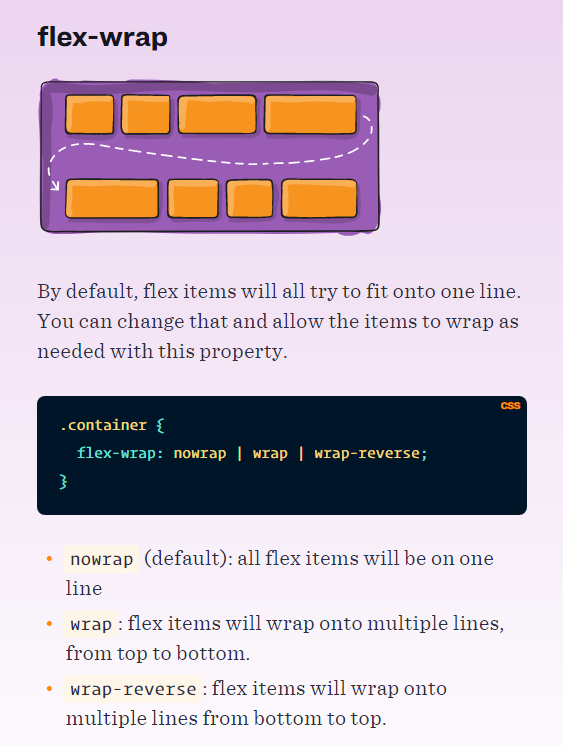 flex-wrap
By default, flex items will all try to fit onto one line.
You can change that and allow the items to wrap as
needed with this property.
CSS
.container {
  flex-wrap: nowrap | wrap | wrap-reverse;
}
• nowrap (default): all flex items will be on one
line
• wrap : flex items will wrap onto multiple lines,
from top to bottom.
• wrap-reverse : flex items will wrap onto
multiple lines from bottom to top.